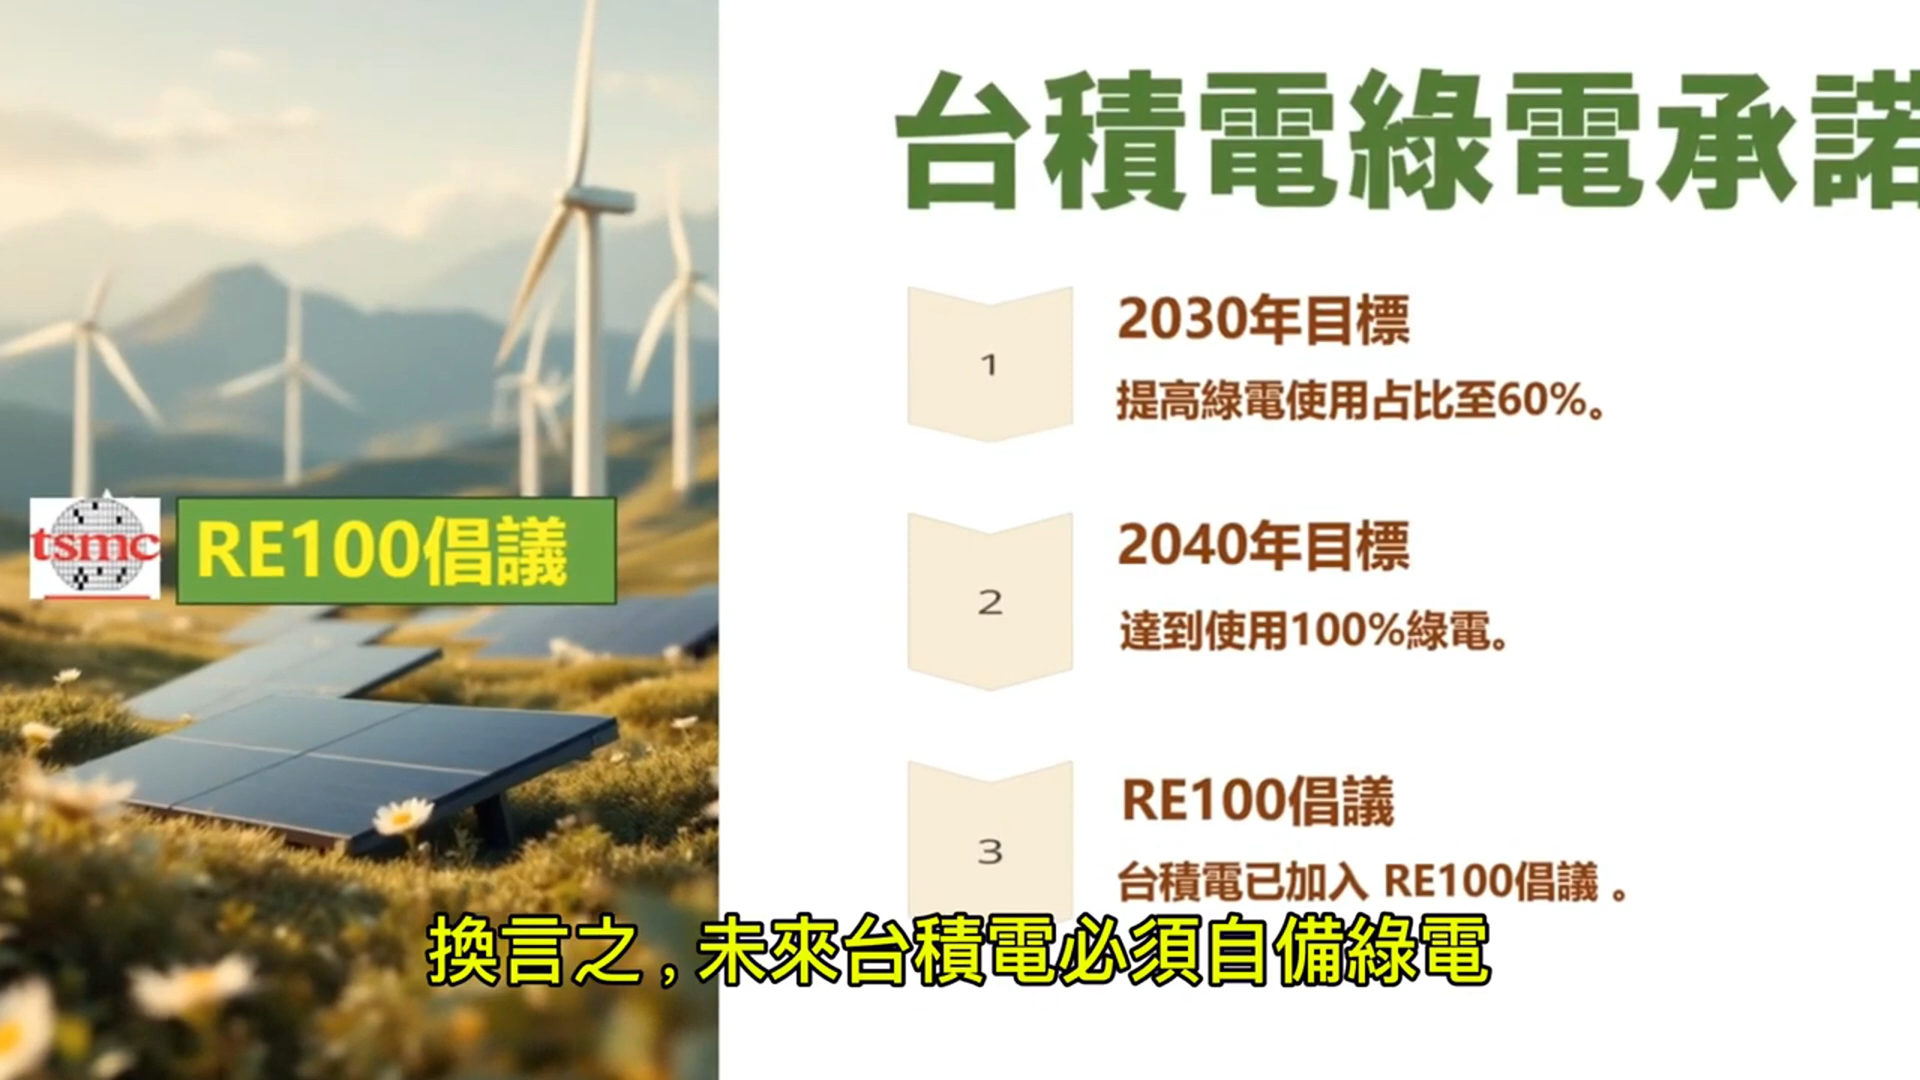 台積電綠電承諾
1
2030年目標
提高綠電使用占比至60%。
2
2040年目標
達到使用100%綠電。
tsmc
RE100倡議
3
RE100倡議
台積電已加入 RE100倡議 。
換言之，未來台積電必須自備綠電